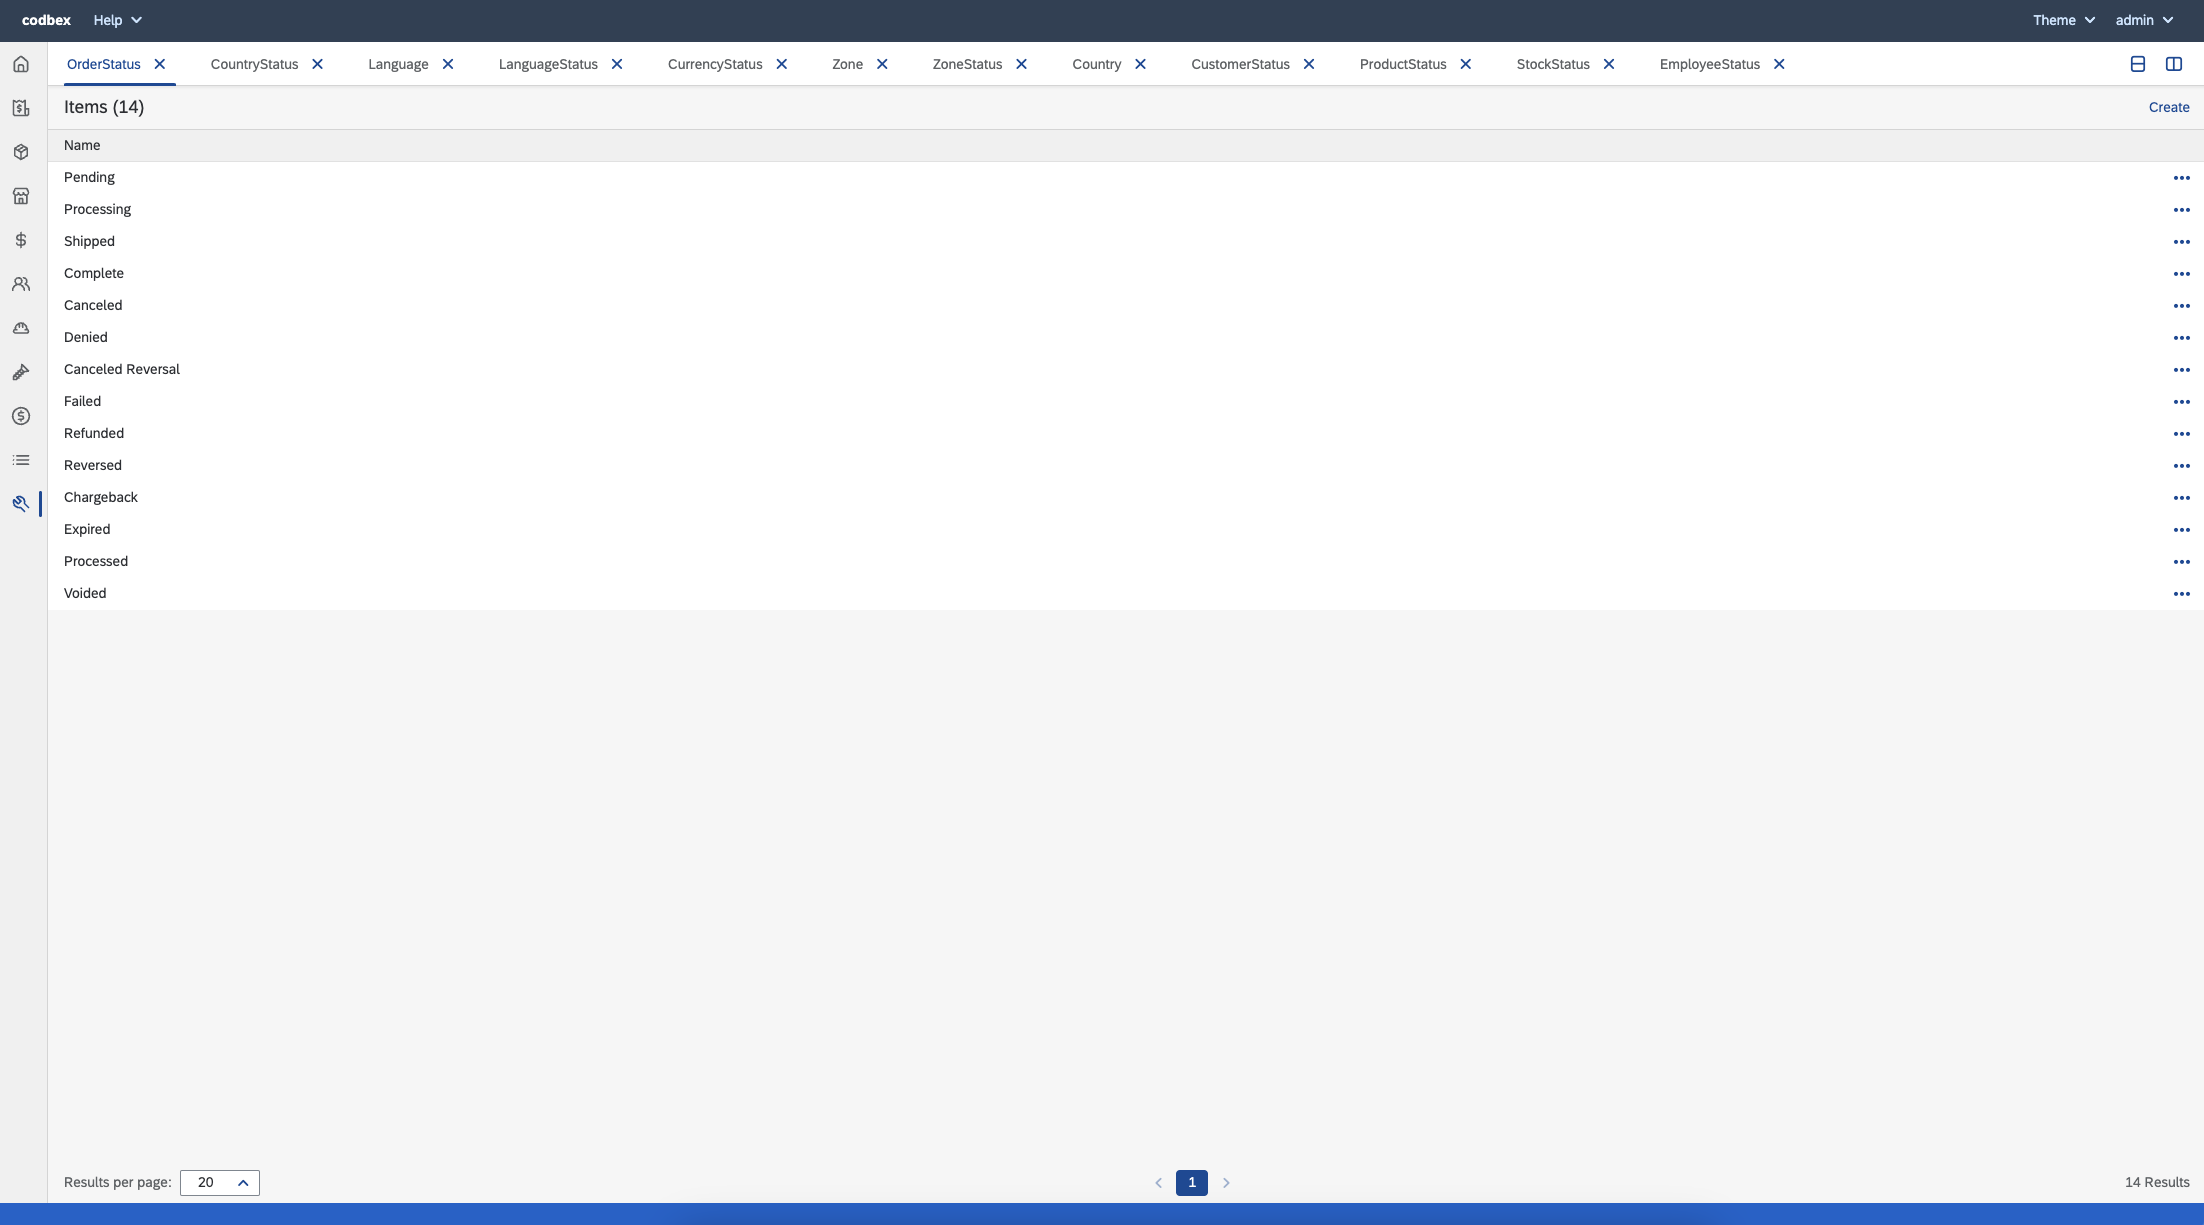 codbex Help Theme admin
OrderStatus CountryStatus Language LanguageStatus CurrencyStatus Zone ZoneStatus Country CustomerStatus ProductStatus StockStatus EmployeeStatus
Items (14) Create
Name
Pending
Processing
Shipped
Complete
Canceled
Denied
Canceled Reversal
Failed
Refunded
Reversed
Chargeback
Expired
Processed
Voided
Results per page: 20 1 14 Results